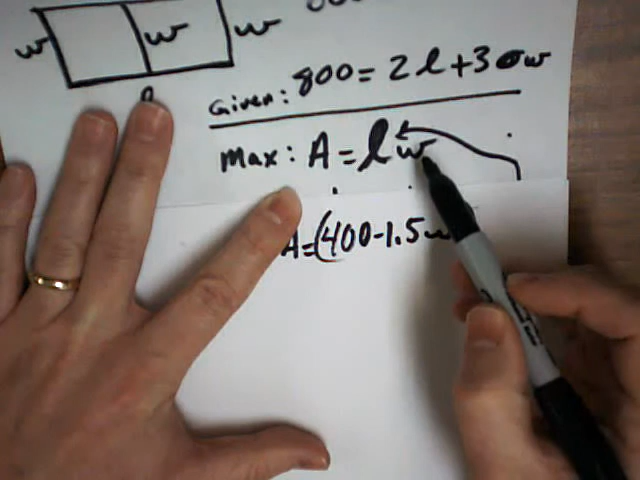 w w w
l
Given: 800 = 2l + 3w
max: A = lw
A = (400 - 1.5w